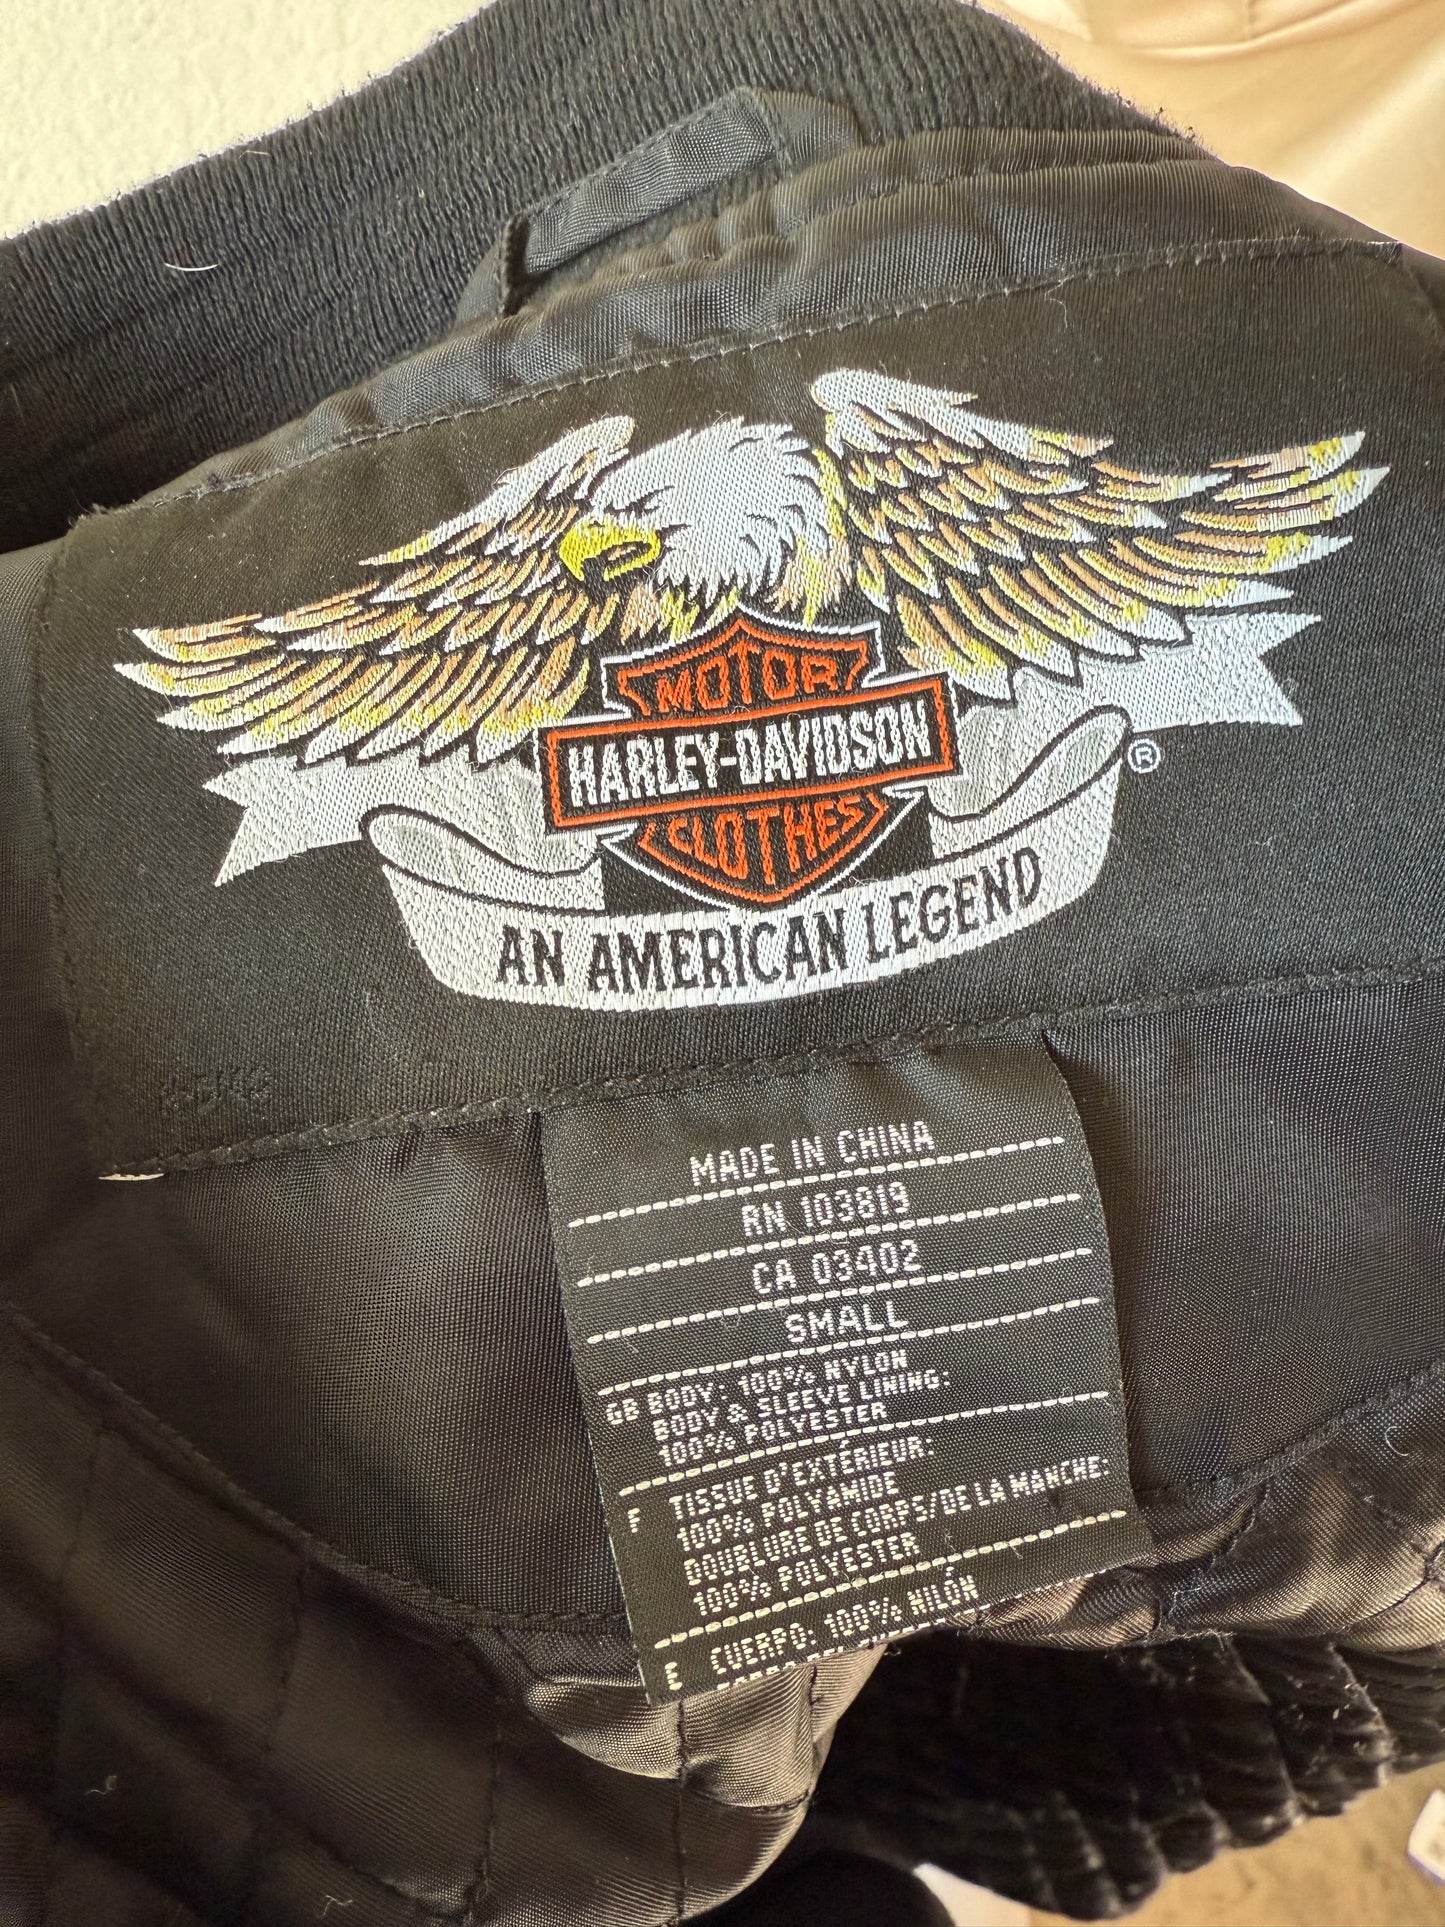 MOTOR
HARLEY-DAVIDSON
CLOTHES
®
AN AMERICAN LEGEND
MADE IN CHINA
RN 103819
CA 03402
SMALL
GB BODY: 100% NYLON
BODY & SLEEVE LINING:
100% POLYESTER
F TISSUE D'EXTÉRIEUR:
100% POLYAMIDE
DOUBLURE DE CORPS/DE LA MANCHE:
100% POLYESTER
E CUERPO: 100% NILÓN